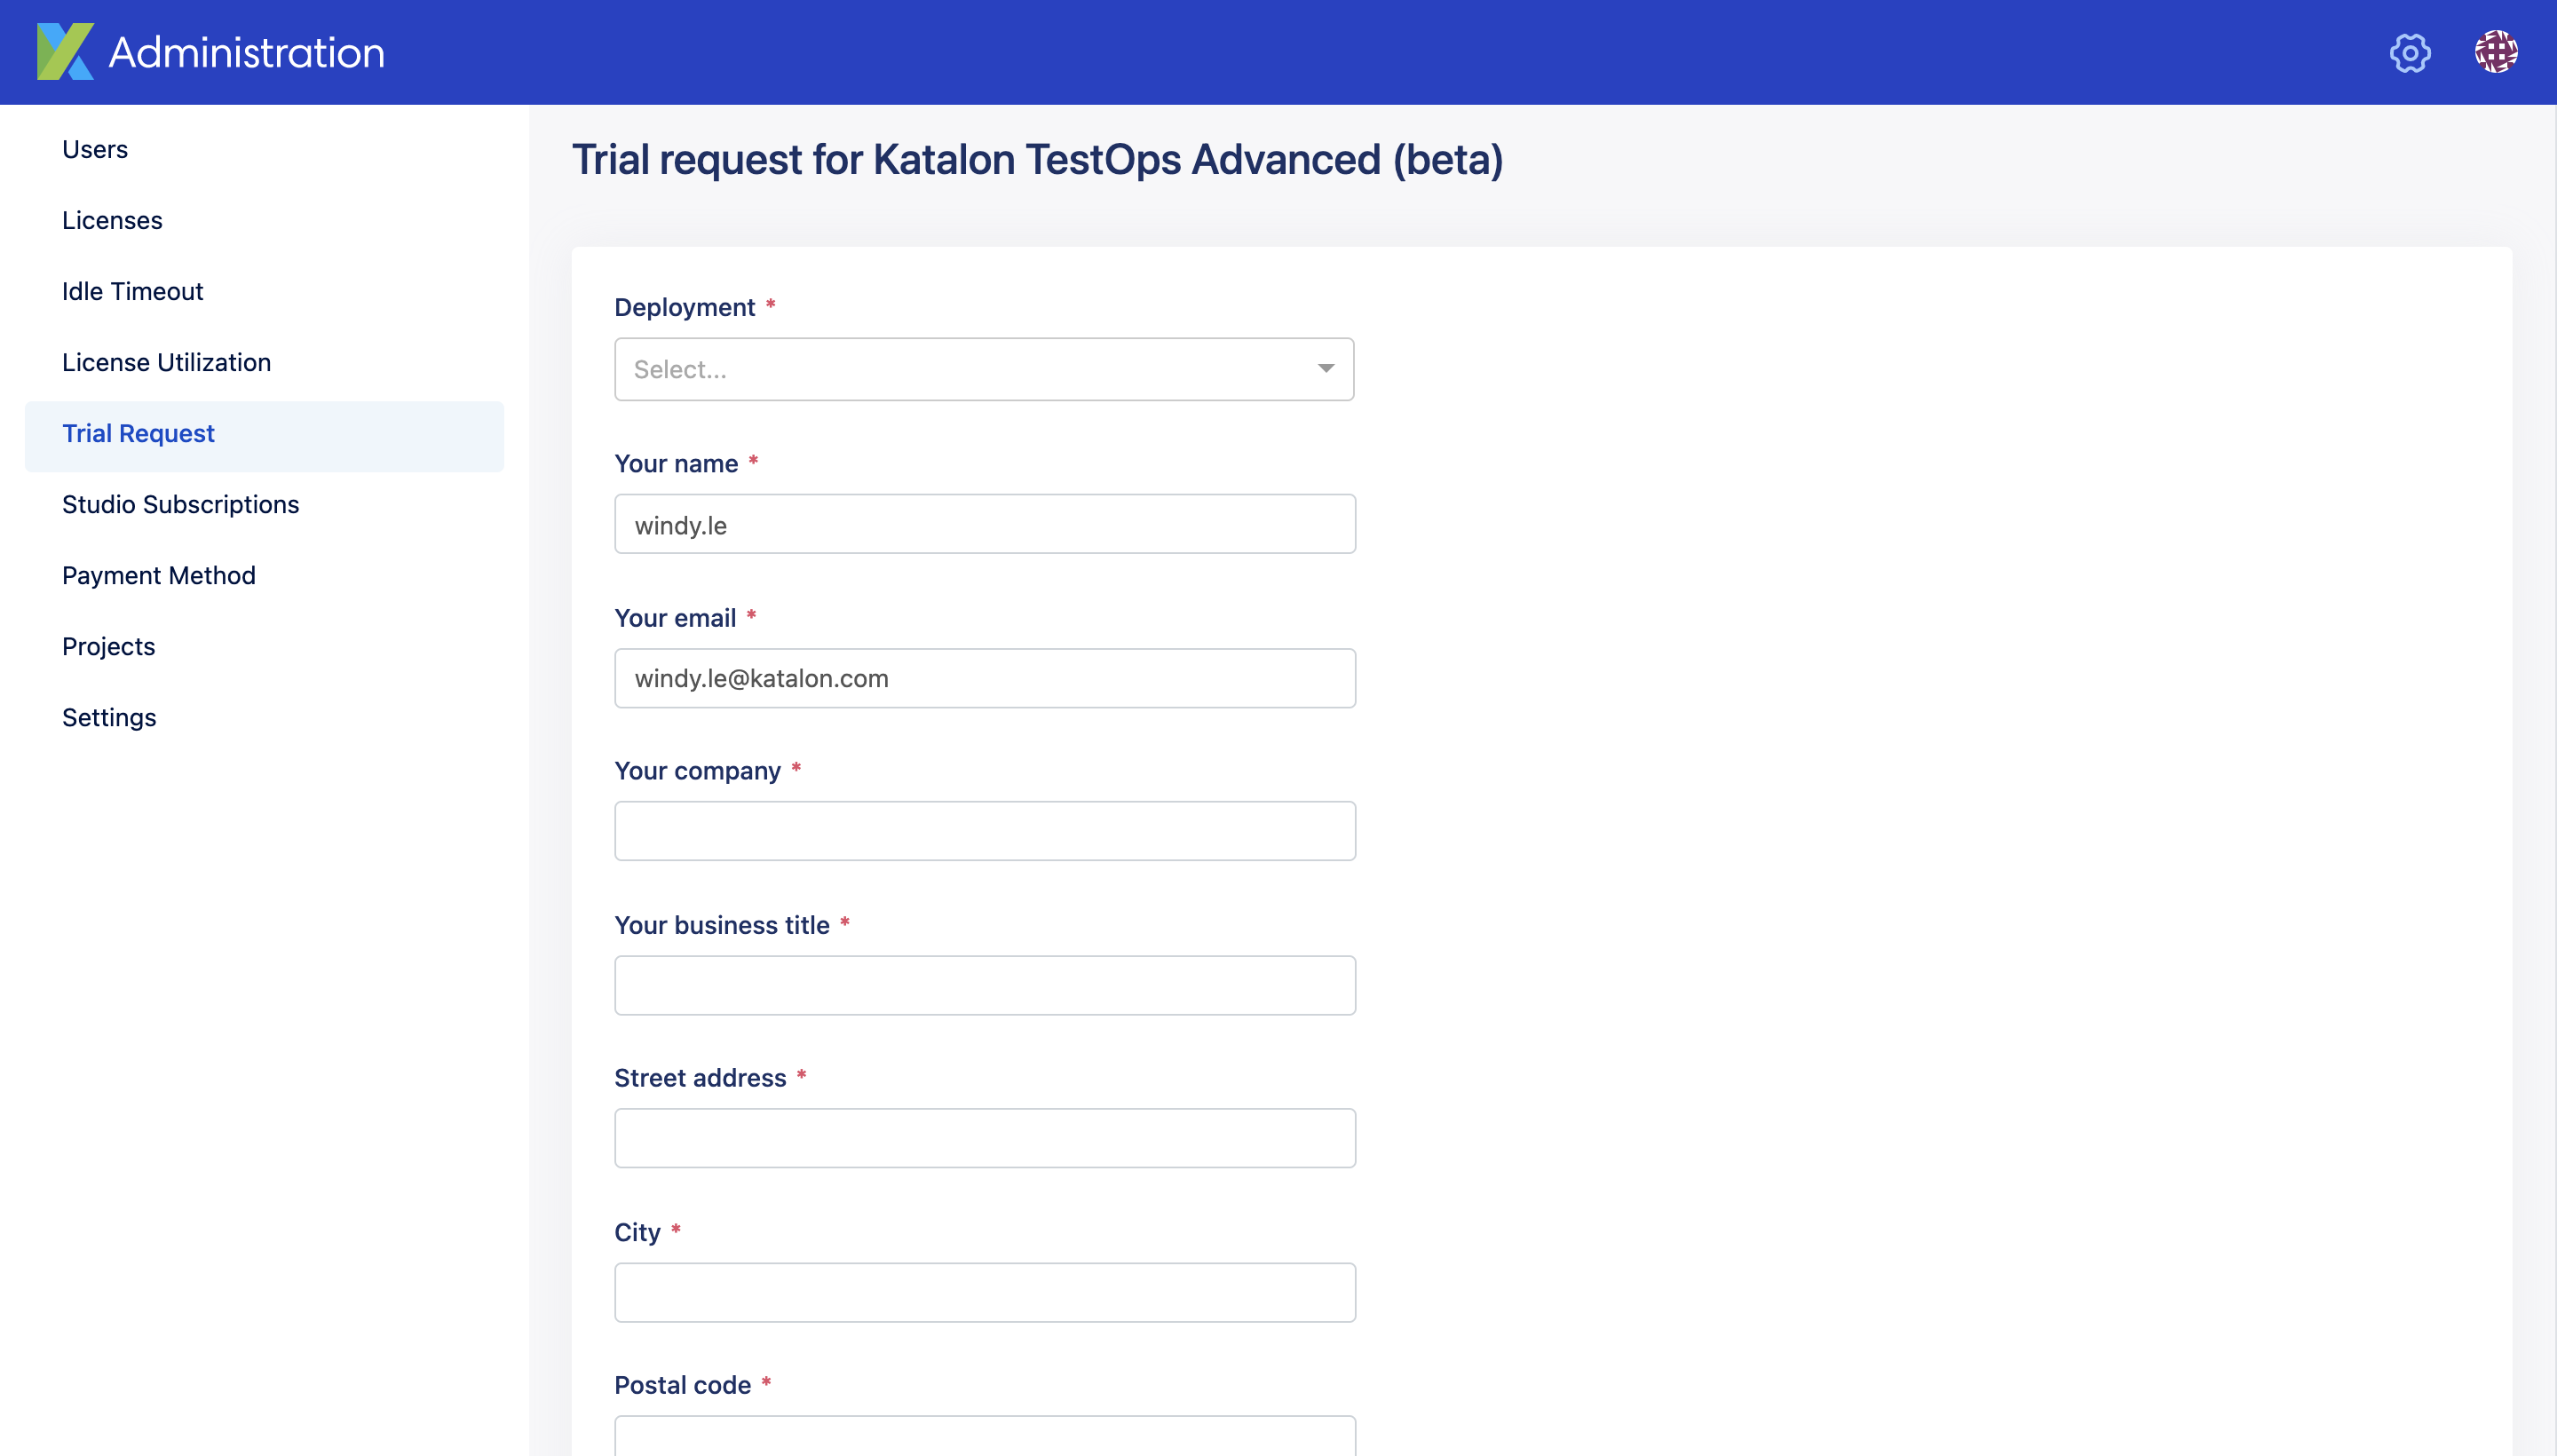 Administration
Users
Licenses
Idle Timeout
License Utilization
Trial Request
Studio Subscriptions
Payment Method
Projects
Settings
Trial request for Katalon TestOps Advanced (beta)
Deployment *
Select...
Your name *
windy.le
Your email *
windy.le@katalon.com
Your company *
Your business title *
Street address *
City *
Postal code *